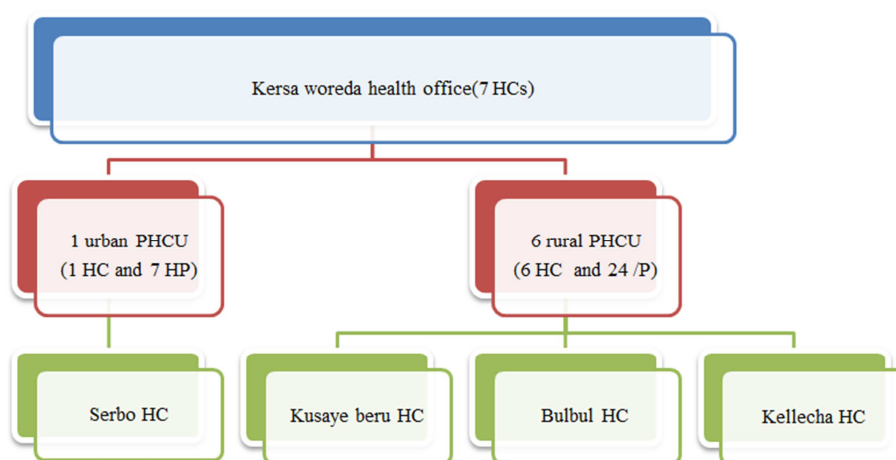 Kersa woreda health office(7 HCs)
1 urban PHCU
(1 HC and 7 HP)
6 rural PHCU
(6 HC and 24 /P)
Serbo HC
Kusaye beru HC
Bulbul HC
Kellecha HC